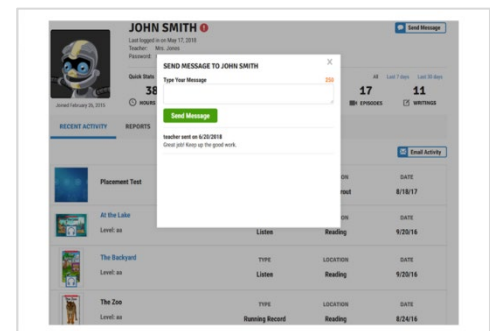 JOHN SMITH
Send Message
Last logged in on May 17, 2018
Teacher: Mrs. Jones
Password:
SEND MESSAGE TO JOHN SMITH
X
Quick Stats
Type Your Message
250
All Last 7 days Last 30 days
38
17
11
HOURS
EPISODES
WRITINGS
Joined February 26, 2015
Send Message
RECENT ACTIVITY
REPORTS
teacher sent on 6/20/2018
Great job! Keep up the good work.
Email Activity
Placement Test
DATE
8/18/17
At the Lake
DATE
Level: aa
Listen
Reading
9/20/16
The Backyard
TYPE
LOCATION
DATE
Level: aa
Listen
Reading
9/20/16
The Zoo
TYPE
LOCATION
DATE
Level: aa
Running Record
Reading
8/24/16